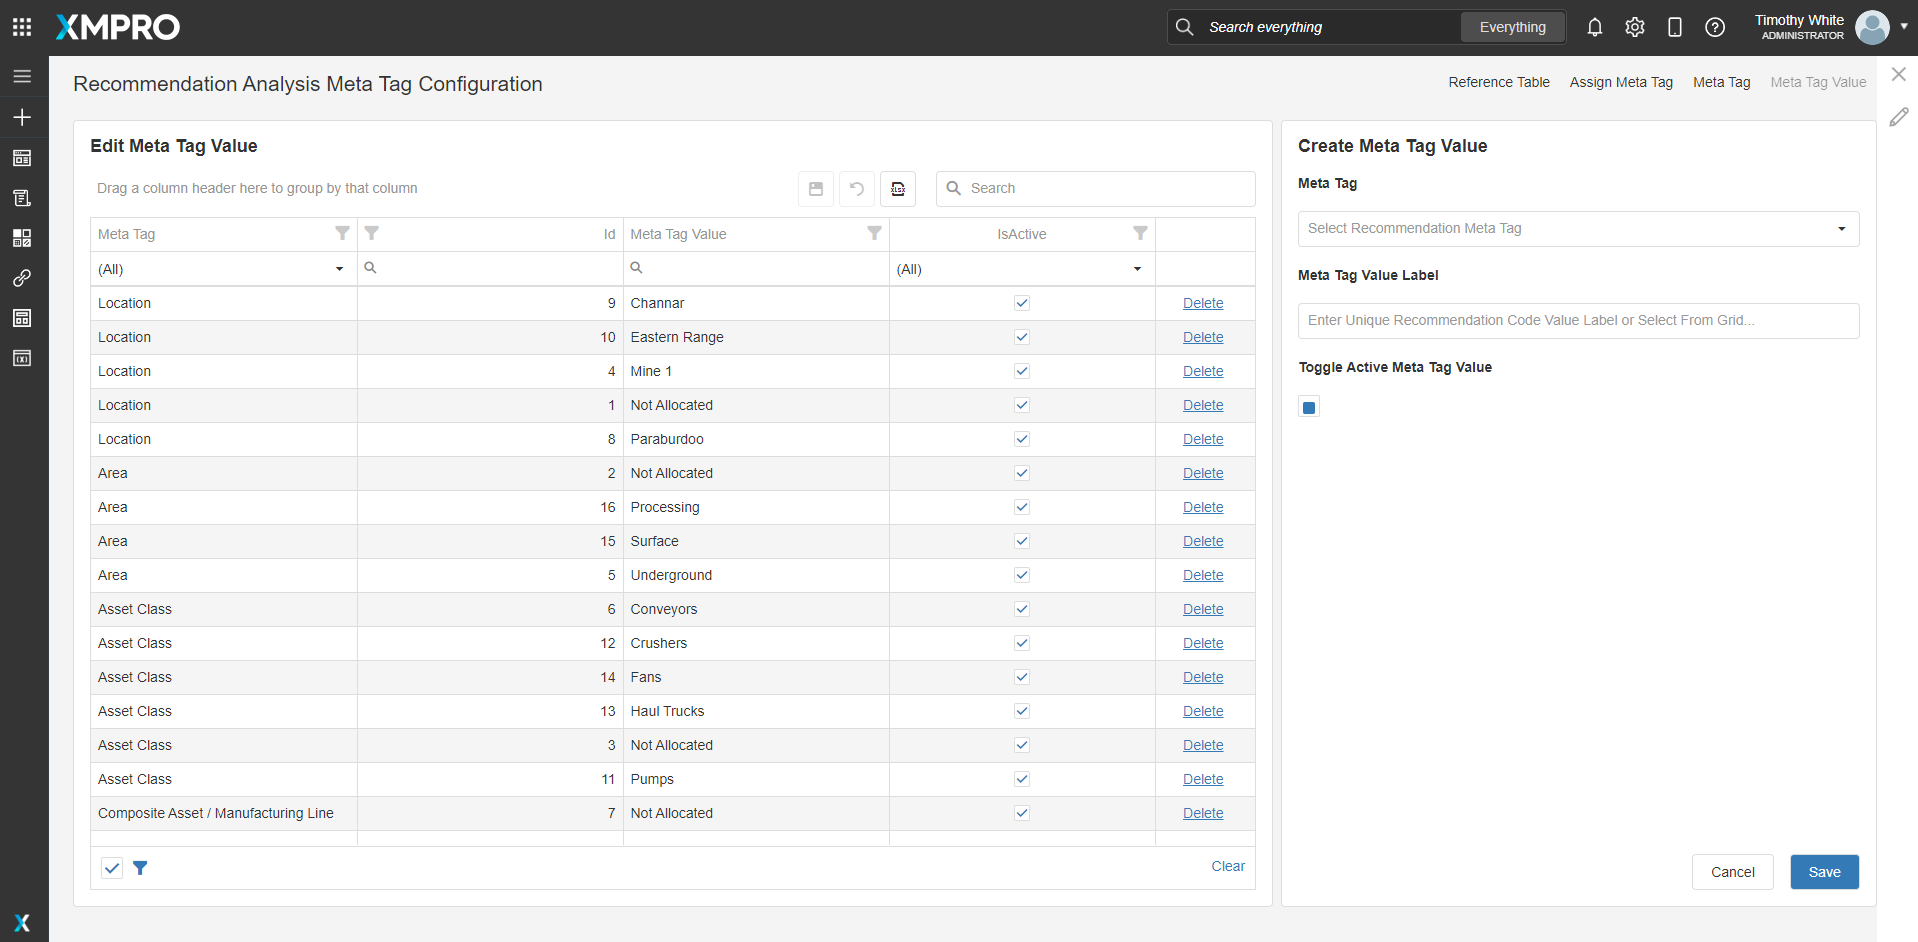 XMPRO
Search everything
Everything
Timothy White
ADMINISTRATOR
Recommendation Analysis Meta Tag Configuration
Reference Table
Assign Meta Tag
Meta Tag
Meta Tag Value
Edit Meta Tag Value
Drag a column header here to group by that column
xlsx
Search
Meta Tag Id Meta Tag Value IsActive
(All) (All)
Location 9 Channar Delete
Location 10 Eastern Range Delete
Location 4 Mine 1 Delete
Location 1 Not Allocated Delete
Location 8 Paraburdoo Delete
Area 2 Not Allocated Delete
Area 16 Processing Delete
Area 15 Surface Delete
Area 5 Underground Delete
Asset Class 6 Conveyors Delete
Asset Class 12 Crushers Delete
Asset Class 14 Fans Delete
Asset Class 13 Haul Trucks Delete
Asset Class 3 Not Allocated Delete
Asset Class 11 Pumps Delete
Composite Asset / Manufacturing Line 7 Not Allocated Delete
Clear
Create Meta Tag Value
Meta Tag
Select Recommendation Meta Tag
Meta Tag Value Label
Enter Unique Recommendation Code Value Label or Select From Grid...
Toggle Active Meta Tag Value
Cancel
Save